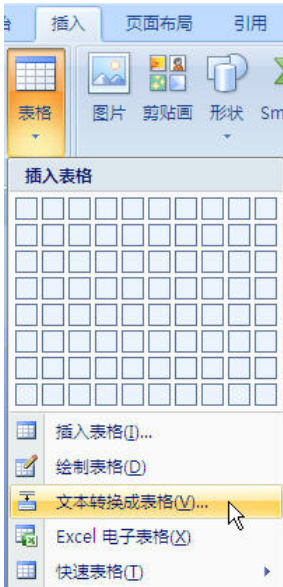 插入 页面布局 引用
表格 图片 剪贴画 形状 Sm
插入表格
插入表格(I)...
绘制表格(D)
文本转换成表格(V)...
Excel 电子表格(X)
快速表格(T)